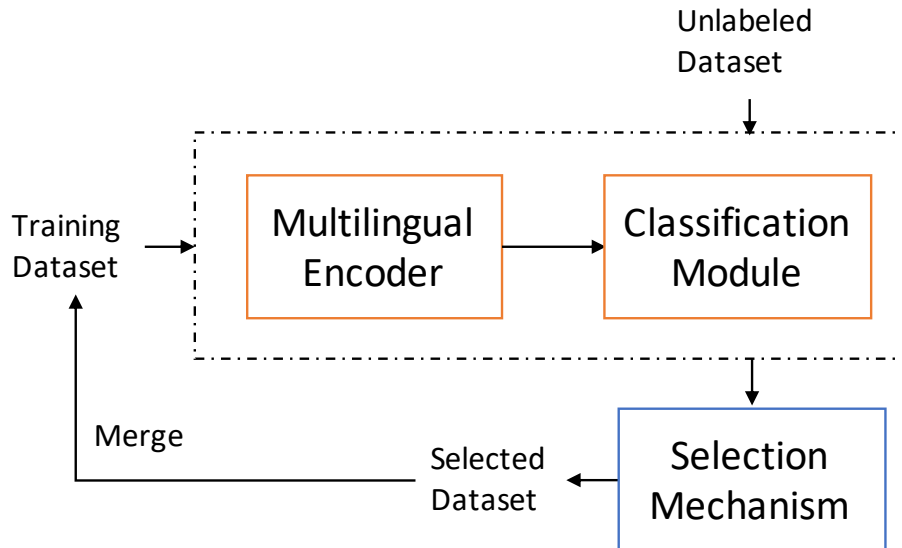 Unlabeled
Dataset
Training
Dataset
Multilingual
Encoder
Classification
Module
Merge
Selected
Dataset
Selection
Mechanism